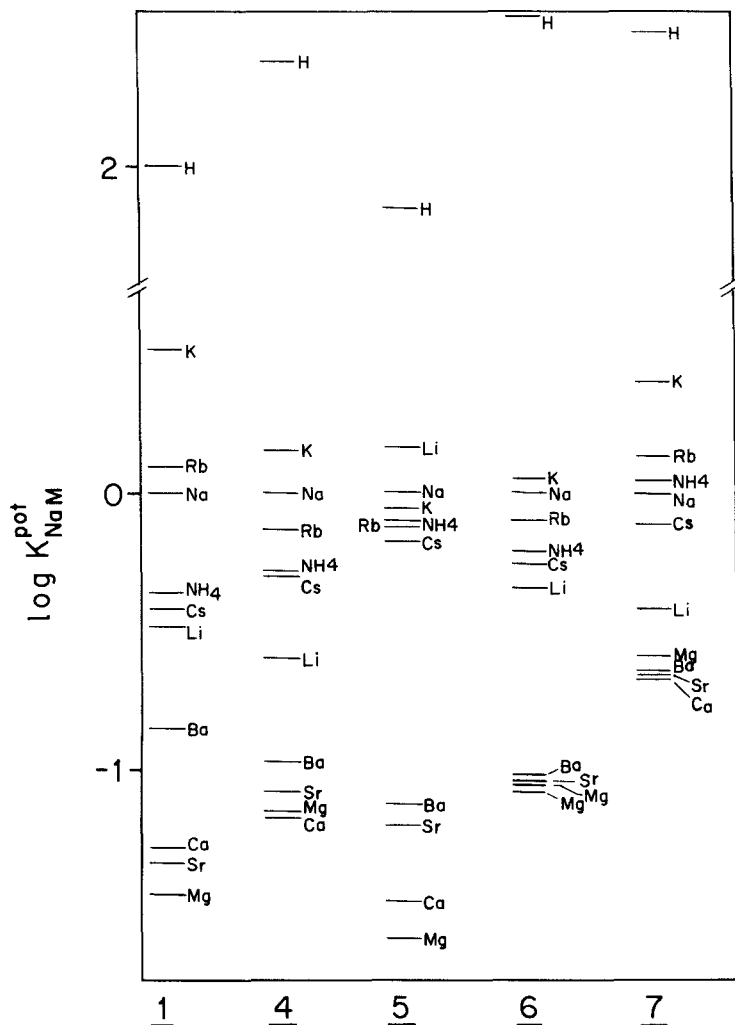 log K^pot_NaM
2
0
-1
H
K
Rb
Na
NH4
Cs
Li
Ba
Ca
Sr
Mg
H
K
Na
Rb
NH4
Cs
Li
Ba
Sr
Mg
Ca
H
Li
Na
K
Rb NH4
Cs
Ba
Sr
Ca
Mg
H
K
Na
Rb
NH4
Cs
Li
Ba
Sr
Mg
Mg
H
K
Rb
NH4
Na
Cs
Li
Mg
Ba
Sr
Ca
1 4 5 6 7